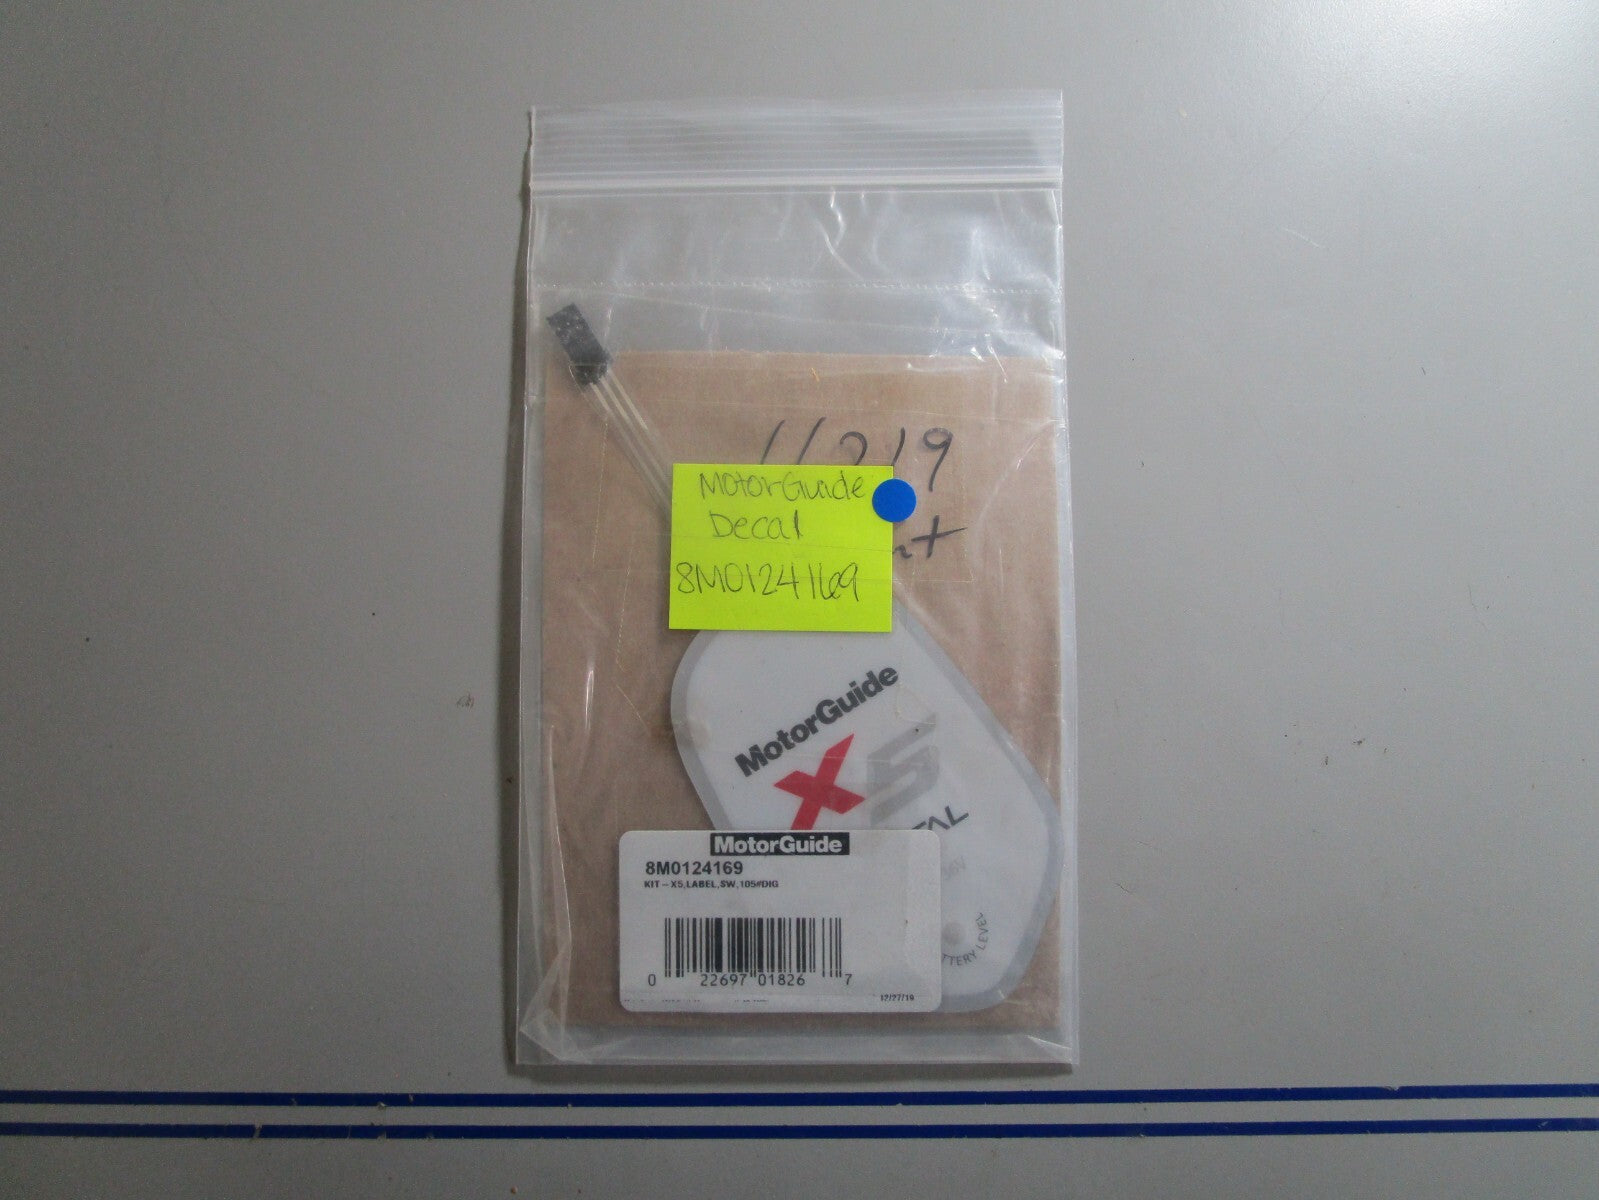 11219
MotorGuide
Decal
8M0124169
MotorGuide
X5
MotorGuide
8M0124169
KIT – X5,LABEL,SW,105#DIG
0 22697 01826 7
12/27/19
LEVEL